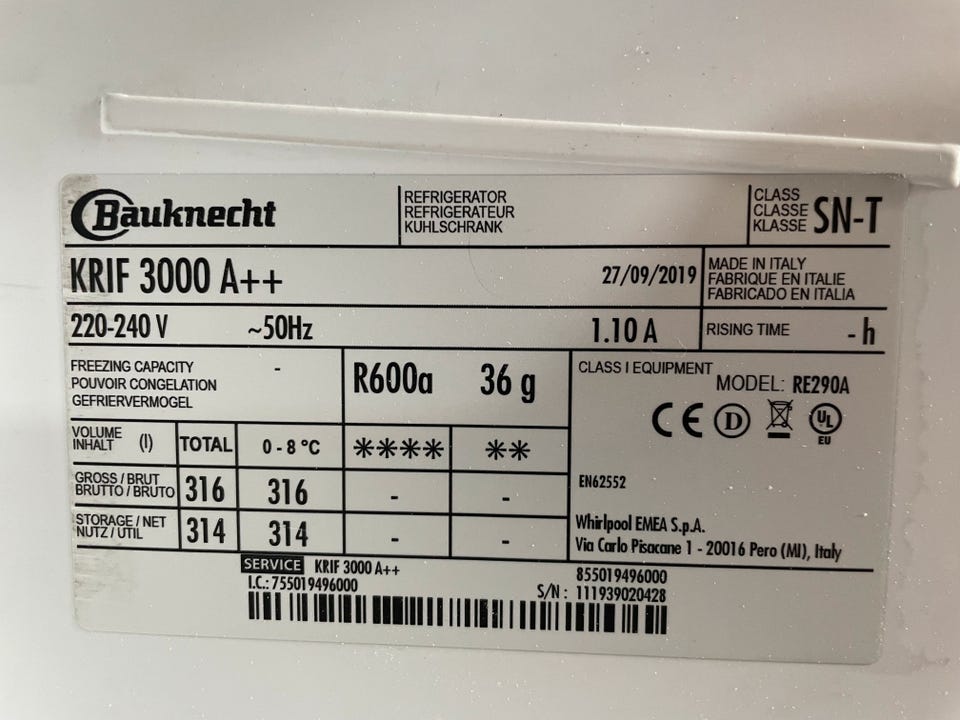 Bauknecht
REFRIGERATOR
REFRIGERATEUR
KUHLSCHRANK
CLASS
CLASSE
KLASSE
SN-T
KRIF 3000 A++
27/09/2019
MADE IN ITALY
FABRIQUE EN ITALIE
FABRICADO EN ITALIA
220-240 V ~50Hz 1.10 A
RISING TIME - h
FREEZING CAPACITY -
POUVOIR CONGELATION
GEFRIERVERMOGEL
R600a 36 g
CLASS I EQUIPMENT
MODEL: RE290A
CE D UL
EU
VOLUME
INHALT (l) TOTAL 0 - 8 °C ✳✳✳✳ ✳✳
GROSS / BRUT
BRUTTO / BRUTO 316 316 - -
STORAGE / NET
NUTZ / UTIL 314 314 - -
EN62552
Whirlpool EMEA S.p.A.
Via Carlo Pisacane 1 - 20016 Pero (MI), Italy
SERVICE KRIF 3000 A++ 855019496000
I.C.: 755019496000 S/N : 111939020428